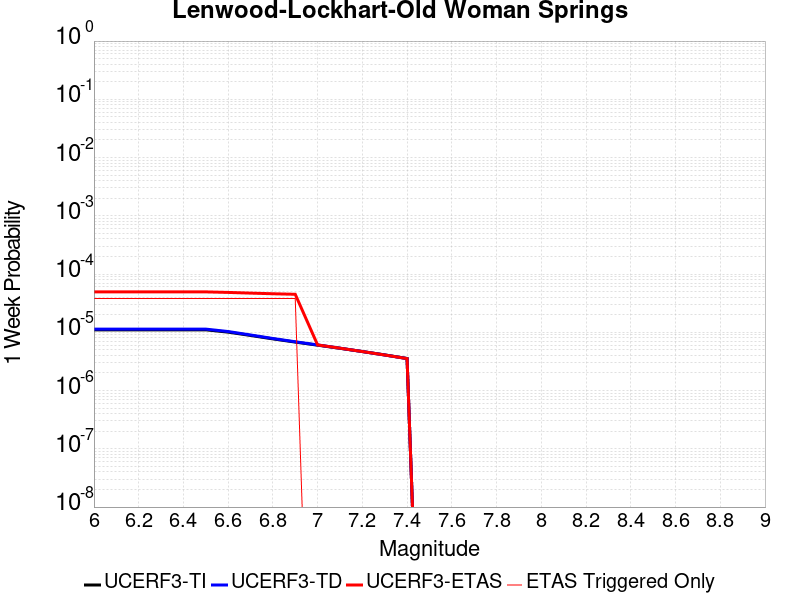 Lenwood-Lockhart-Old Woman Springs
10^0
10^-1
10^-2
10^-3
10^-4
10^-5
10^-6
10^-7
10^-8
1 Week Probability
6 6.2 6.4 6.6 6.8 7 7.2 7.4 7.6 7.8 8 8.2 8.4 8.6 8.8 9
Magnitude
UCERF3-TI UCERF3-TD UCERF3-ETAS ETAS Triggered Only